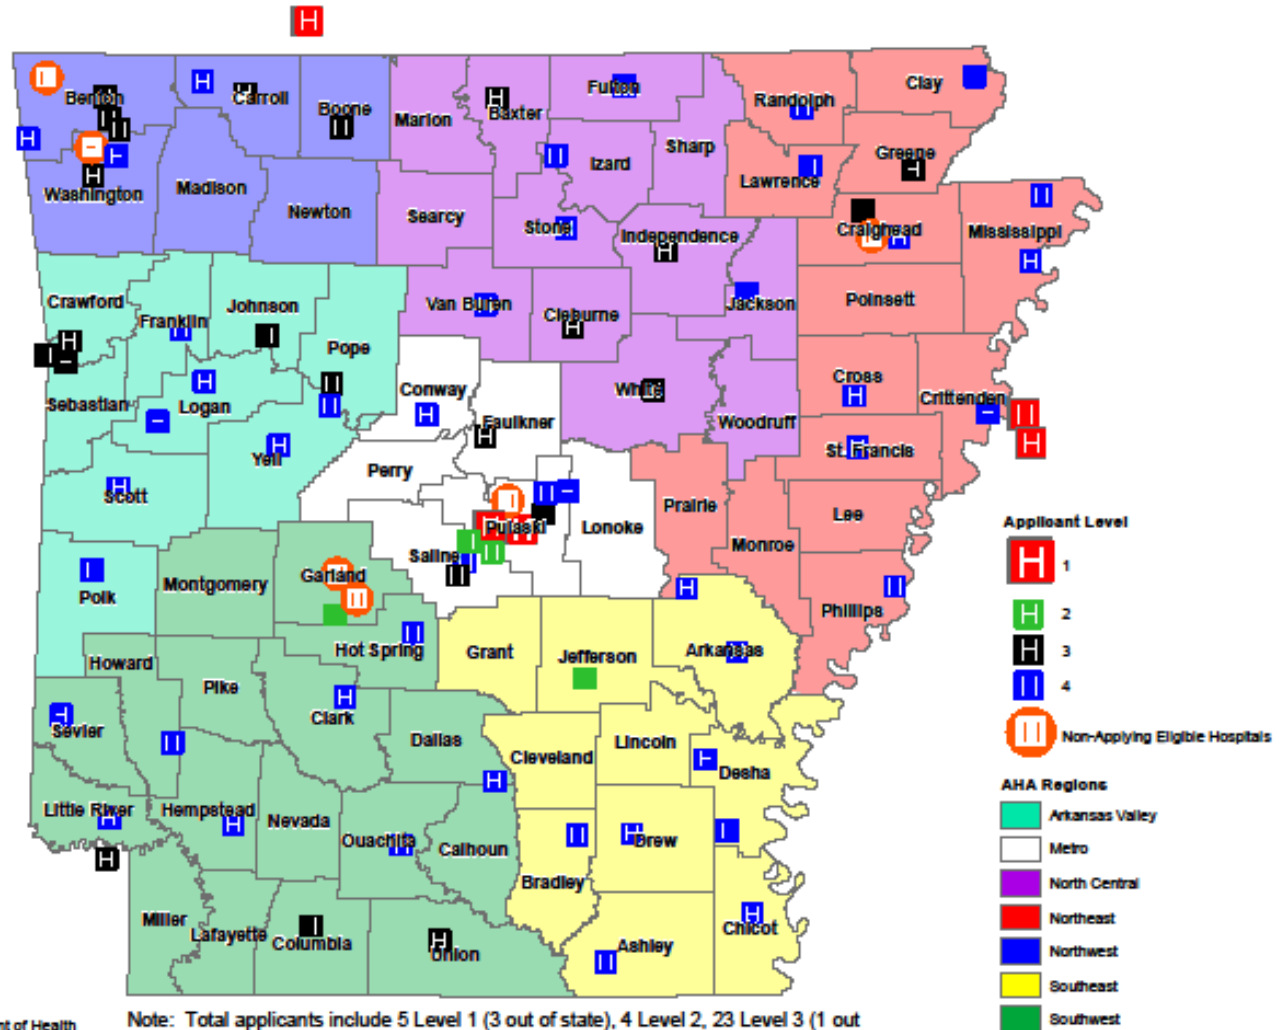 H
Benton
Carroll
Boone
Marion
Baxter
Fulton
Randolph
Clay
Sharp
Izard
Lawrence
Greene
Washington
Madison
Newton
Searcy
Stone
Independence
Craighead
Mississippi
Crawford
Franklin
Johnson
Van Buren
Cleburne
Jackson
Poinsett
Pope
Sebastian
Logan
Conway
Faulkner
White
Woodruff
Cross
Crittenden
St. Francis
Yell
Perry
Scott
Prairie
Lee
Pulaski
Lonoke
Monroe
Saline
Polk
Montgomery
Garland
Phillips
Hot Spring
Grant
Jefferson
Arkansas
Howard
Pike
Clark
Sevier
Dallas
Cleveland
Lincoln
Desha
Little River
Hempstead
Nevada
Ouachita
Calhoun
Drew
Bradley
Miller
Lafayette
Columbia
Union
Ashley
Chicot
Applicant Level
H 1
H 2
H 3
4
Non-Applying Eligible Hospitals
AHA Regions
Arkansas Valley
Metro
North Central
Northeast
Northwest
Southeast
Southwest
nt of Health
Note: Total applicants include 5 Level 1 (3 out of state), 4 Level 2, 23 Level 3 (1 out